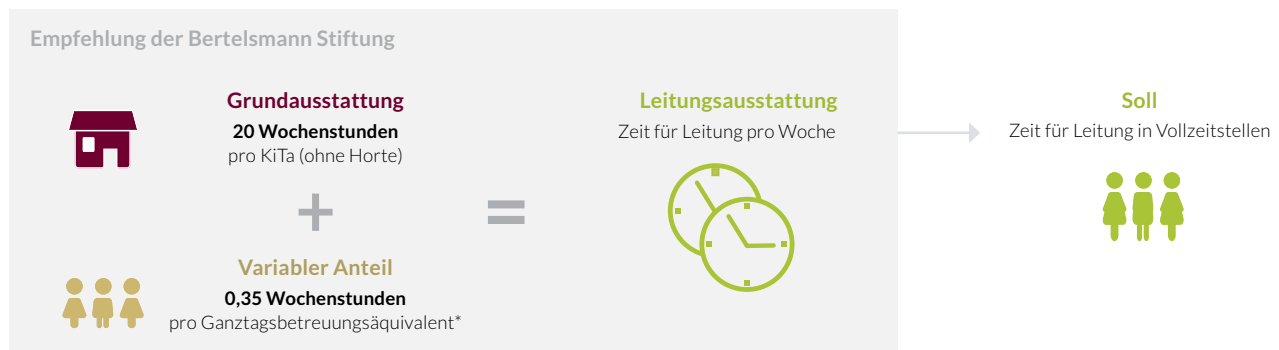 Empfehlung der Bertelsmann Stiftung
Grundausstattung
20 Wochenstunden
pro KiTa (ohne Horte)
+
Variabler Anteil
0,35 Wochenstunden
pro Ganztagsbetreuungsäquivalent*
=
Leitungsausstattung
Zeit für Leitung pro Woche
Soll
Zeit für Leitung in Vollzeitstellen